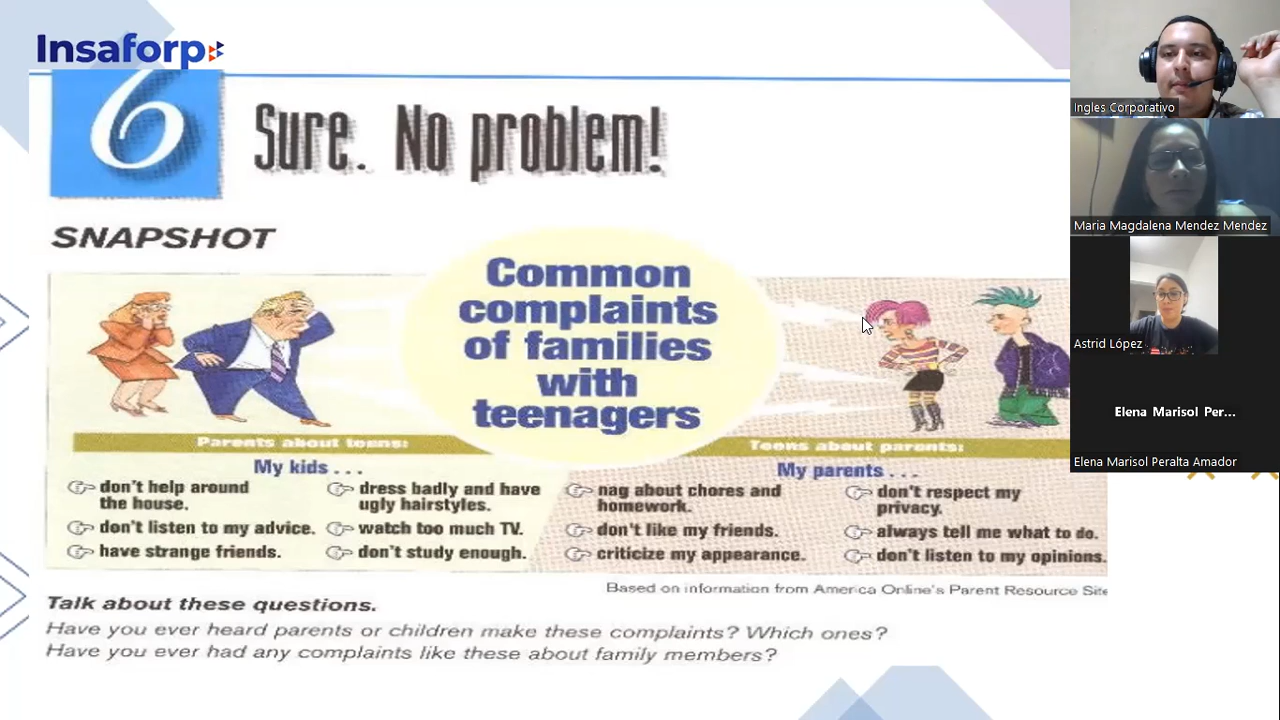 Insaforp
6 Sure. No problem!
SNAPSHOT
Common
complaints
of families
with
teenagers
Parents about teens:
My kids . . .
don't help around
the house.
don't listen to my advice.
have strange friends.
dress badly and have
ugly hairstyles.
watch too much TV.
don't study enough.
Teens about parents:
My parents . . .
nag about chores and
homework.
don't like my friends.
criticize my appearance.
don't respect my
privacy.
always tell me what to do.
don't listen to my opinions.
Based on information from America Online's Parent Resource Site
Talk about these questions.
Have you ever heard parents or children make these complaints? Which ones?
Have you ever had any complaints like these about family members?
Ingles Corporativo
Maria Magdalena Mendez Mendez
Astrid López
Elena Marisol Per...
Elena Marisol Peralta Amador